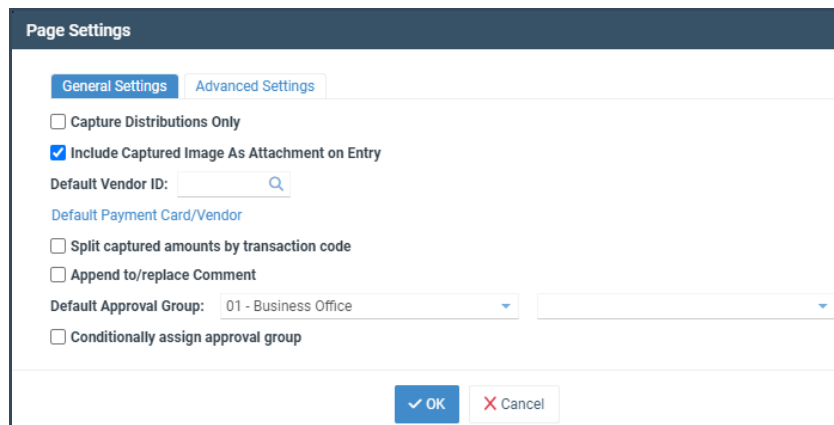 Page Settings
General Settings Advanced Settings
Capture Distributions Only
Include Captured Image As Attachment on Entry
Default Vendor ID:
Default Payment Card/Vendor
Split captured amounts by transaction code
Append to/replace Comment
Default Approval Group: 01 - Business Office
Conditionally assign approval group
OK Cancel